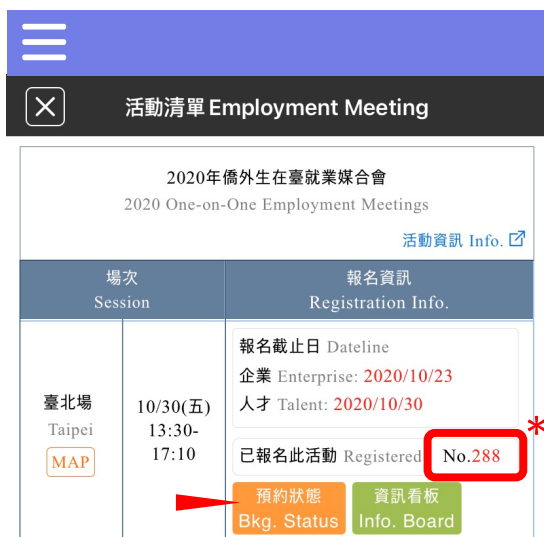 活動清單 Employment Meeting
2020年僑外生在臺就業媒合會
2020 One-on-One Employment Meetings
活動資訊 Info.
場次
Session
報名資訊
Registration Info.
臺北場
Taipei
MAP
10/30(五)
13:30-
17:10
報名截止日 Dateline
企業 Enterprise: 2020/10/23
人才 Talent: 2020/10/30
已報名此活動 Registered No.288
*
預約狀態
Bkg. Status
資訊看板
Info. Board